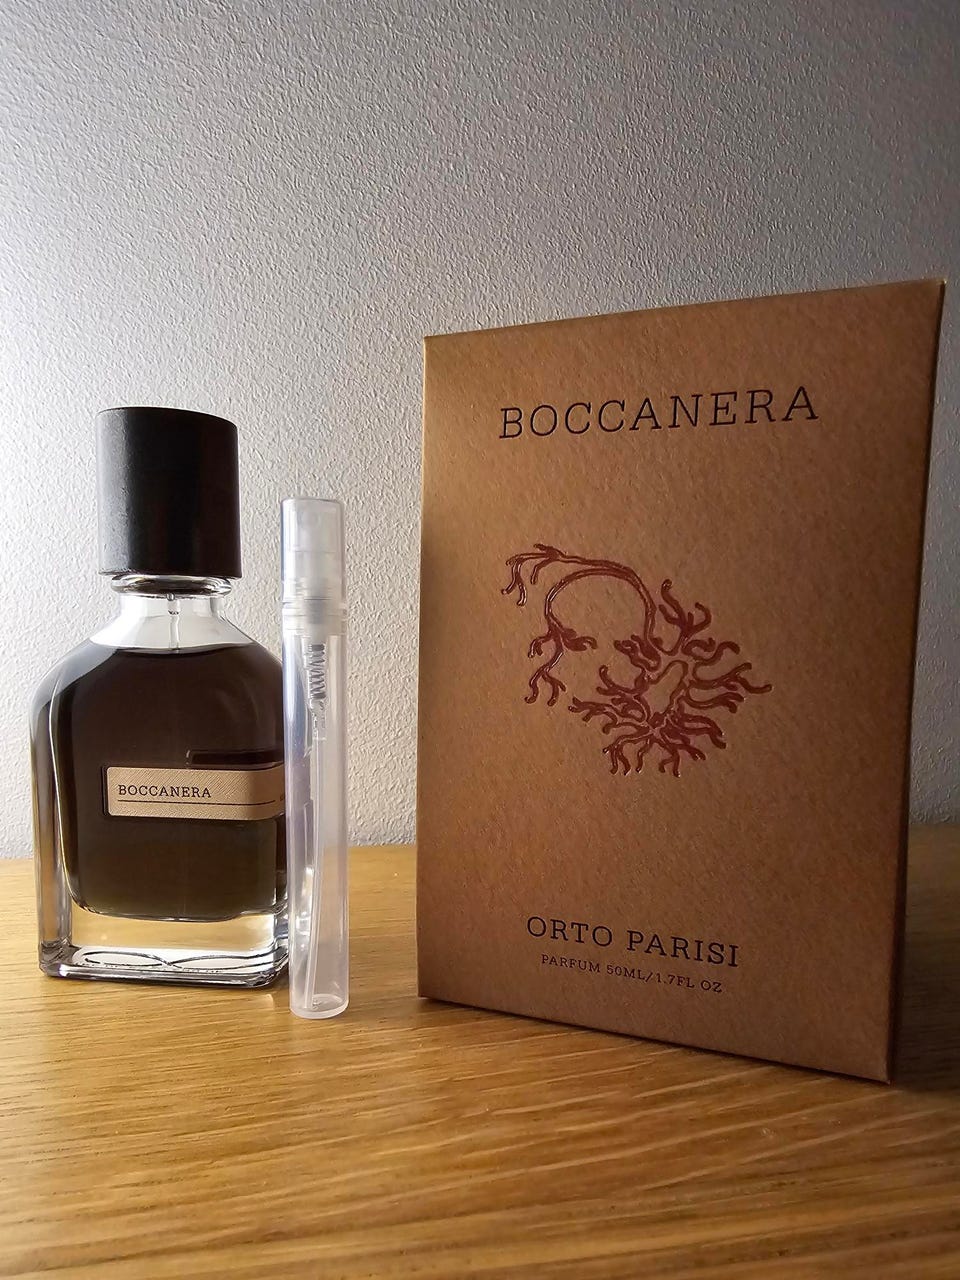 BOCCANERA
BOCCANERA
ORTO PARISI
PARFUM 50ML/1.7FL OZ